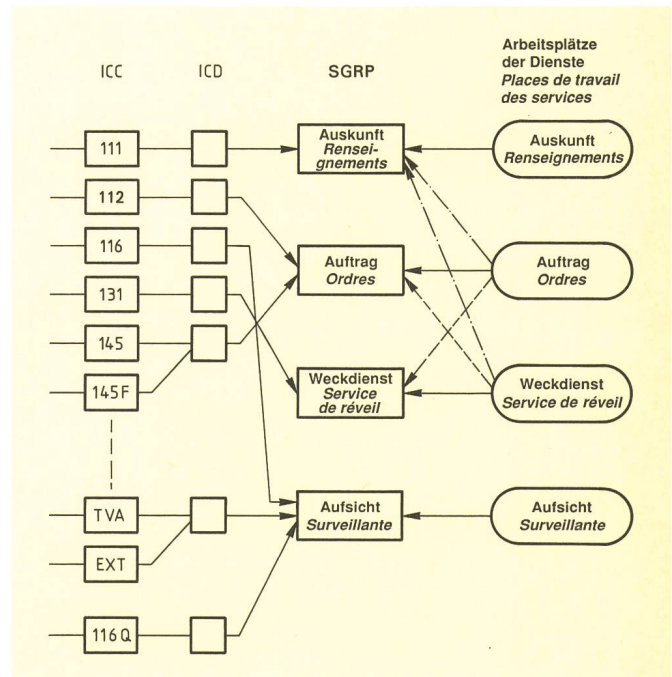 ICC
ICD
SGRP
Arbeitsplätze
der Dienste
Places de travail
des services
111
Auskunft
Rensei-
gnements
Auskunft
Renseignements
112
116
Auftrag
Ordres
Auftrag
Ordres
131
145
145F
Weckdienst
Service
de réveil
Weckdienst
Service de réveil
TVA
Aufsicht
Surveillante
Aufsicht
Surveillante
EXT
116Q